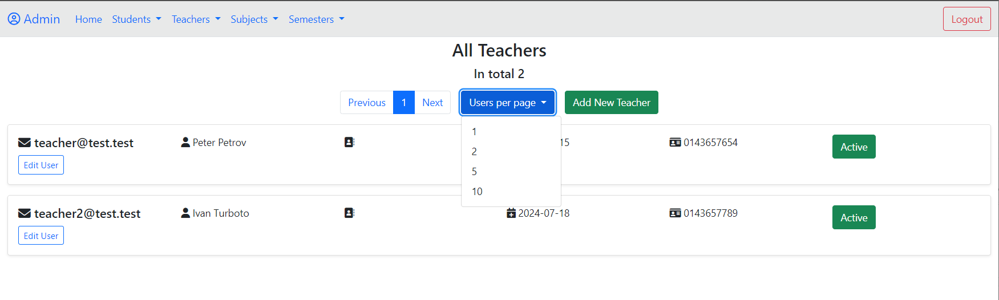 Admin Home Students Teachers Subjects Semesters Logout
All Teachers
In total 2
Previous 1 Next Users per page Add New Teacher
1
2
5
10
teacher@test.test Peter Petrov 15 0143657654 Active
Edit User
teacher2@test.test Ivan Turboto 2024-07-18 0143657789 Active
Edit User